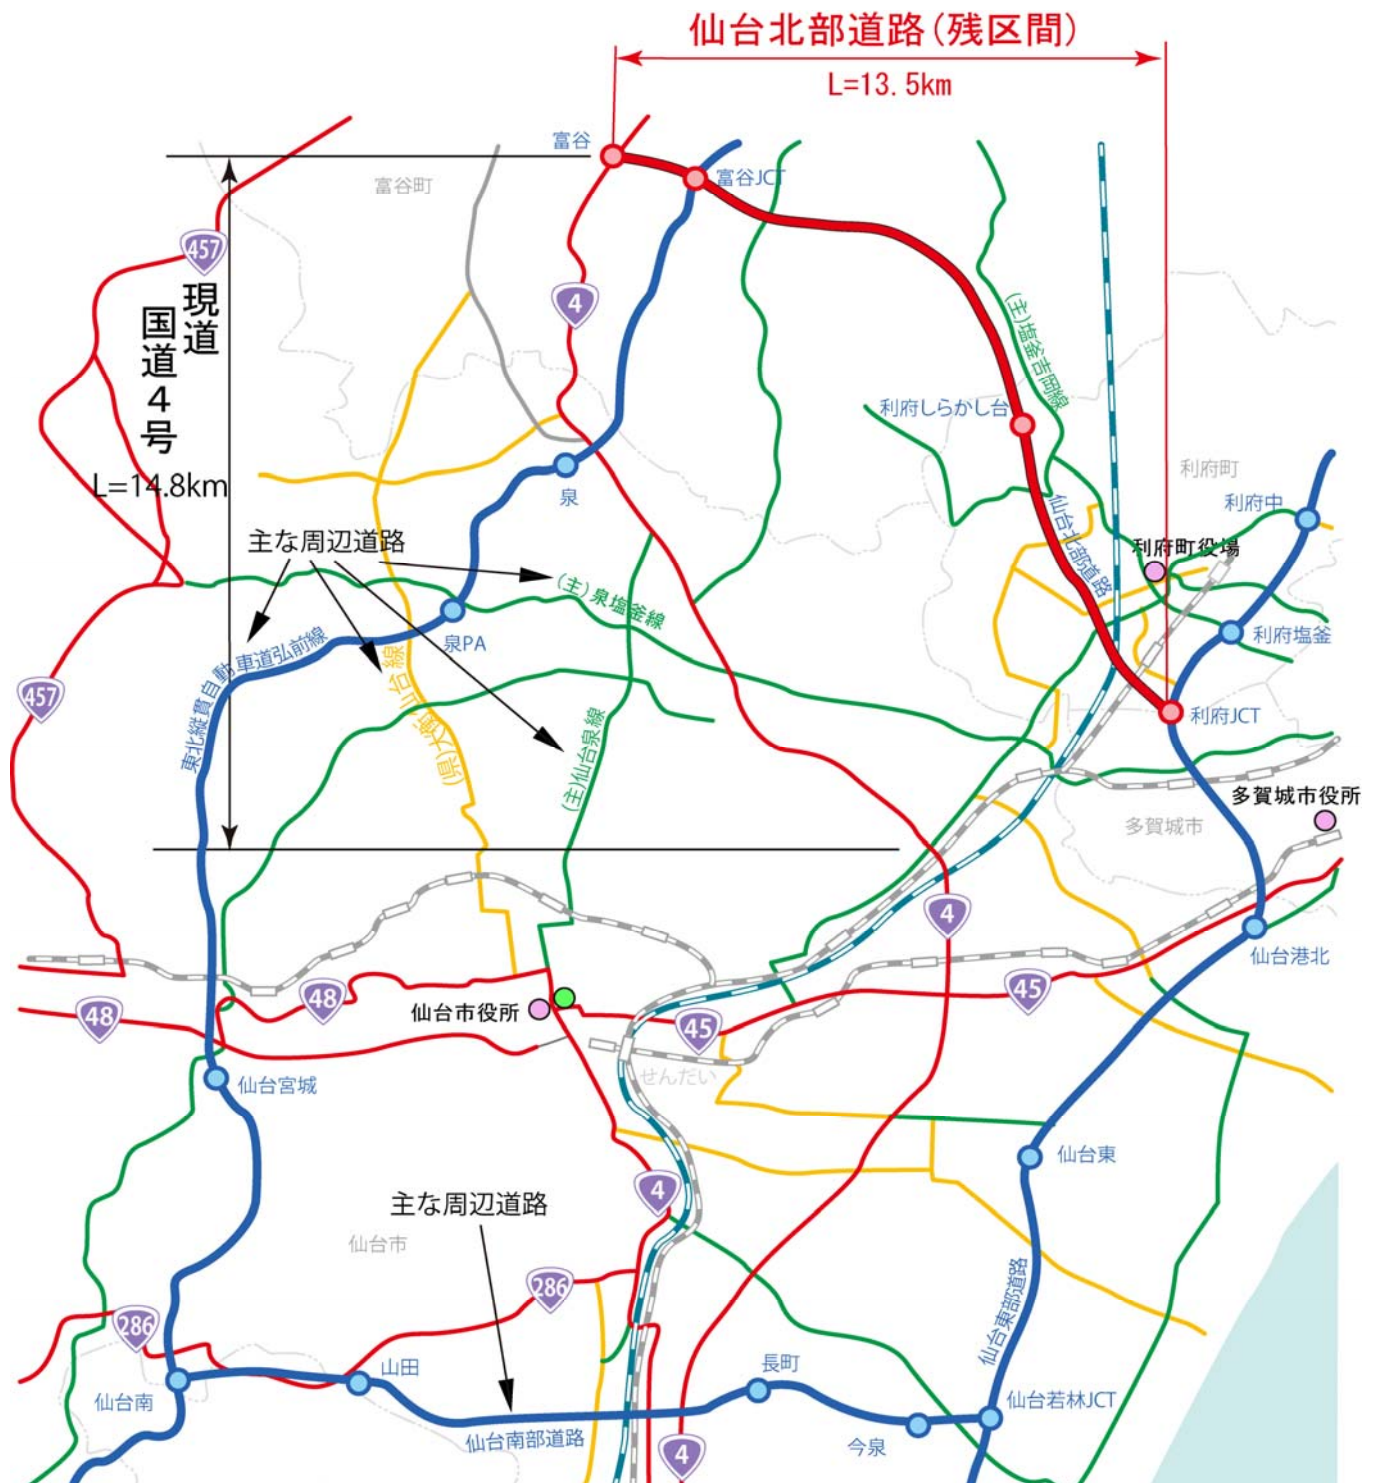 仙台北部道路(残区間)
L=13.5km
富谷
富谷町
富谷JCT
457
4
現道
国道4号
L=14.8km
(主)塩釜吉岡線
利府しらかし台
利府町
利府中
泉
仙台北部道路
利府町役場
主な周辺道路
(主)泉塩釜線
泉PA
利府塩釜
東北縦貫自動車道弘前線
(県)大衡仙台線
457
(主)仙台泉線
利府JCT
多賀城市役所
多賀城市
4
仙台港北
48
48
仙台市役所
45
45
せんだい
仙台宮城
仙台東
4
主な周辺道路
仙台市
286
仙台東部道路
286
山田
長町
仙台南
仙台若林JCT
仙台南部道路
今泉
4